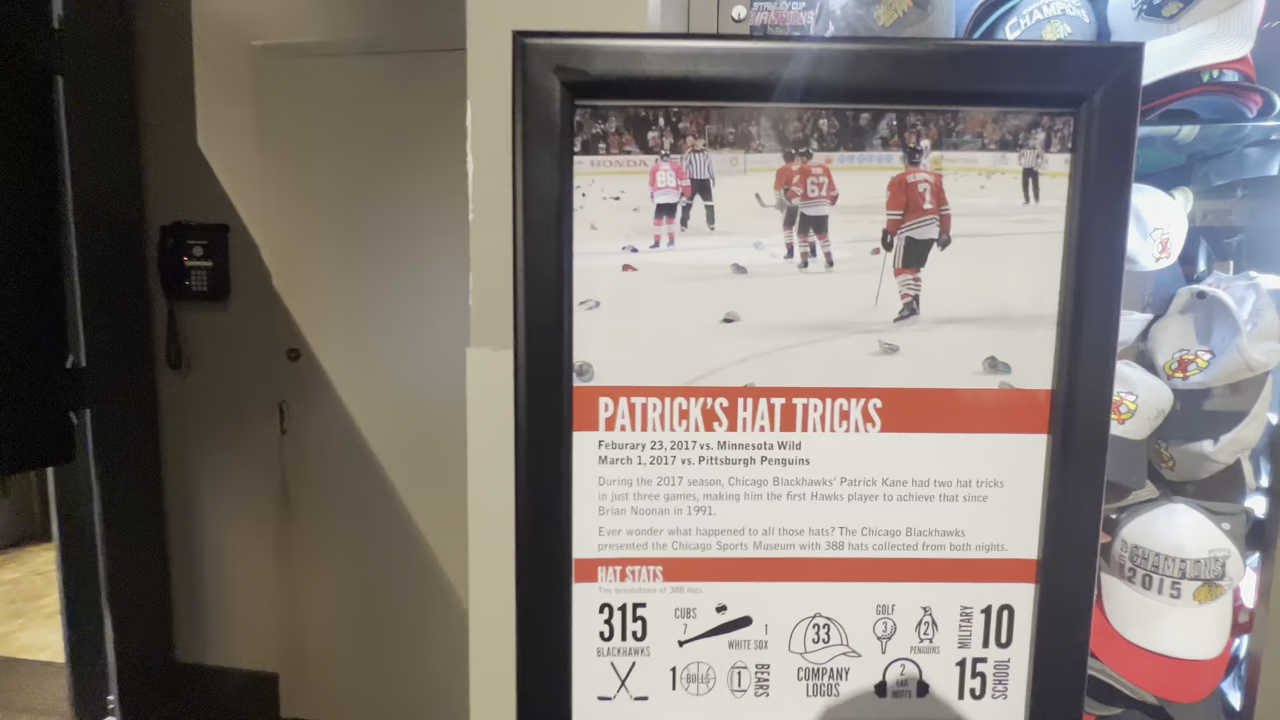 STANLEY CUP
CHAMPIONS
CHAMPIONS
HONDA
88
67
7
PATRICK'S HAT TRICKS
Feburary 23, 2017 vs. Minnesota Wild
March 1, 2017 vs. Pittsburgh Penguins
During the 2017 season, Chicago Blackhawks' Patrick Kane had two hat tricks
in just three games, making him the first Hawks player to achieve that since
Brian Noonan in 1991.
Ever wonder what happened to all those hats? The Chicago Blackhawks
presented the Chicago Sports Museum with 388 hats collected from both nights.
HAT STATS
The breakdown of 388 hats
315
BLACKHAWKS
CUBS
7
1
WHITE SOX
1 BULLS
1 BEARS
33
COMPANY
LOGOS
GOLF
3
2
PENGUINS
2
EAR
MUFFS
MILITARY 10
15 SCHOOL
CHAMPIONS
2015